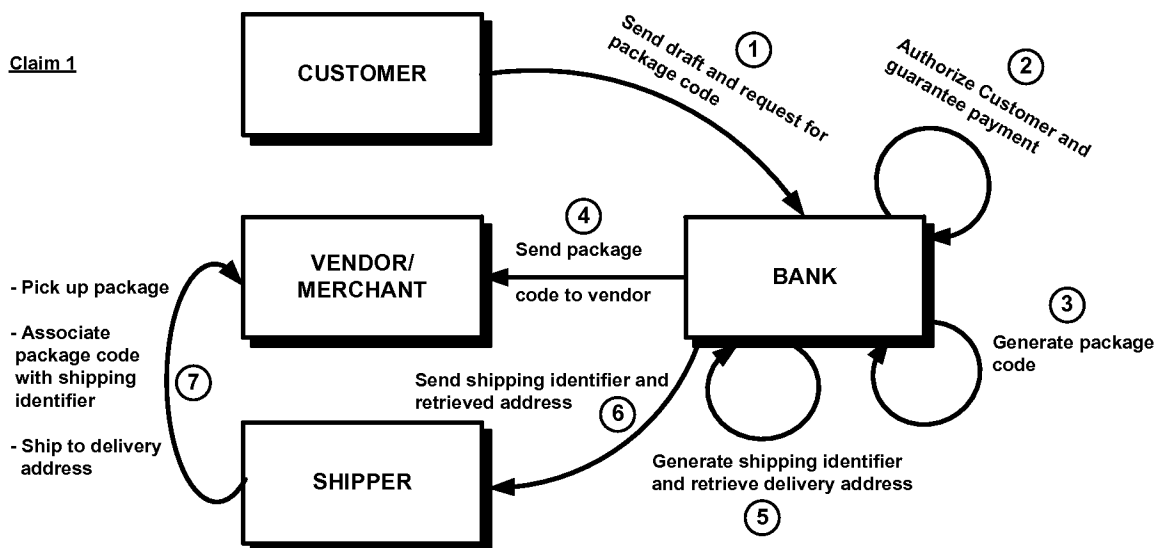 Claim 1
CUSTOMER
1
Send draft and request for
package code
2
Authorize Customer and
guarantee payment
VENDOR/
MERCHANT
4
Send package
code to vendor
BANK
3
Generate package
code
- Pick up package
- Associate
package code
with shipping
identifier
- Ship to delivery
address
7
Send shipping identifier and
retrieved address
6
SHIPPER
Generate shipping identifier
and retrieve delivery address
5